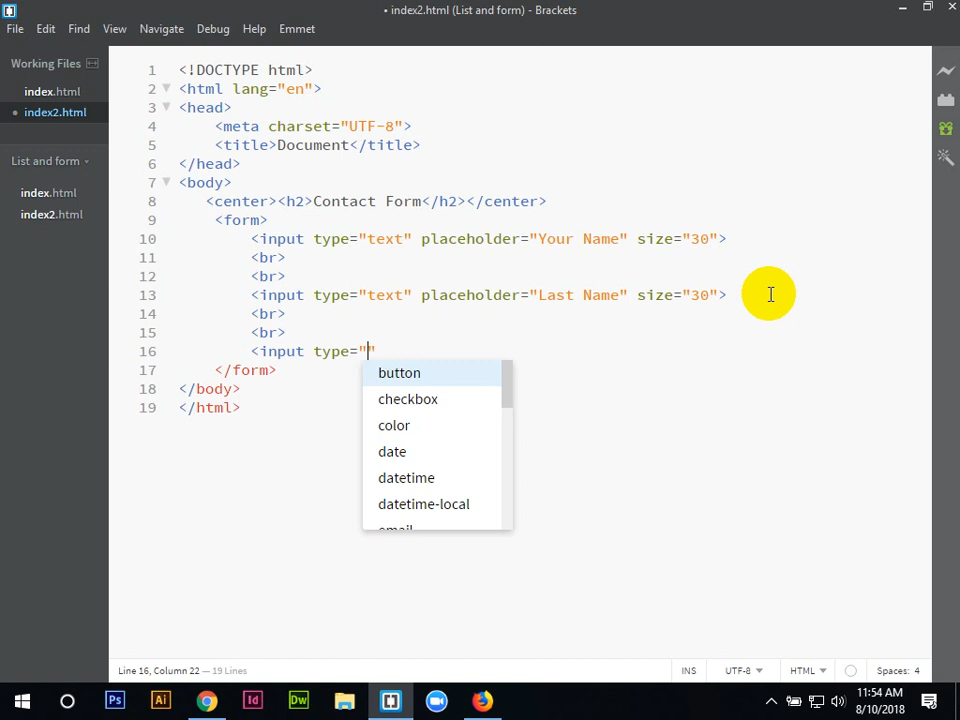 • index2.html (List and form) - Brackets
File Edit Find View Navigate Debug Help Emmet
Working Files
index.html
• index2.html
List and form
index.html
index2.html
1 <!DOCTYPE html>
2 <html lang="en">
3 <head>
4 <meta charset="UTF-8">
5 <title>Document</title>
6 </head>
7 <body>
8 <center><h2>Contact Form</h2></center>
9 <form>
10 <input type="text" placeholder="Your Name" size="30">
11 <br>
12 <br>
13 <input type="text" placeholder="Last Name" size="30">
14 <br>
15 <br>
16 <input type=""
17 </form>
18 </body>
19 </html>
button
checkbox
color
date
datetime
datetime-local
email
Line 16, Column 22 — 19 Lines
INS UTF-8 HTML Spaces: 4
Ps Ai Id Dw
11:54 AM
8/10/2018